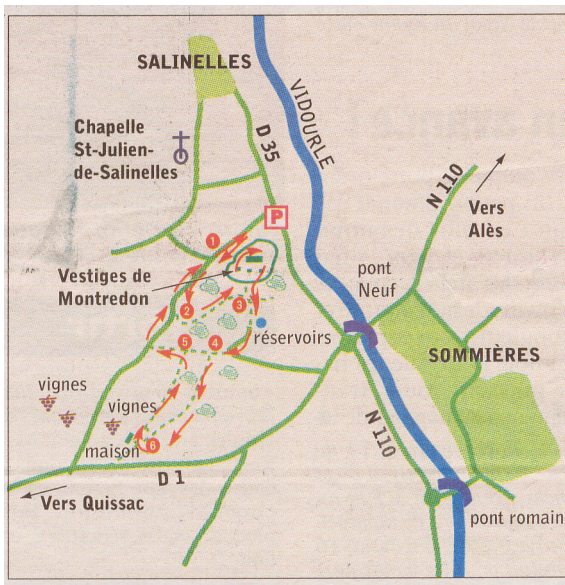 SALINELLES
VIDOURLE
Chapelle
St-Julien-
de-Salinelles
D 35
N 110
Vers
Alès
P
1
Vestiges de
Montredon
pont
Neuf
2
3
réservoirs
5
4
SOMMIÈRES
vignes
vignes
N 110
maison
6
D 1
Vers Quissac
pont romain